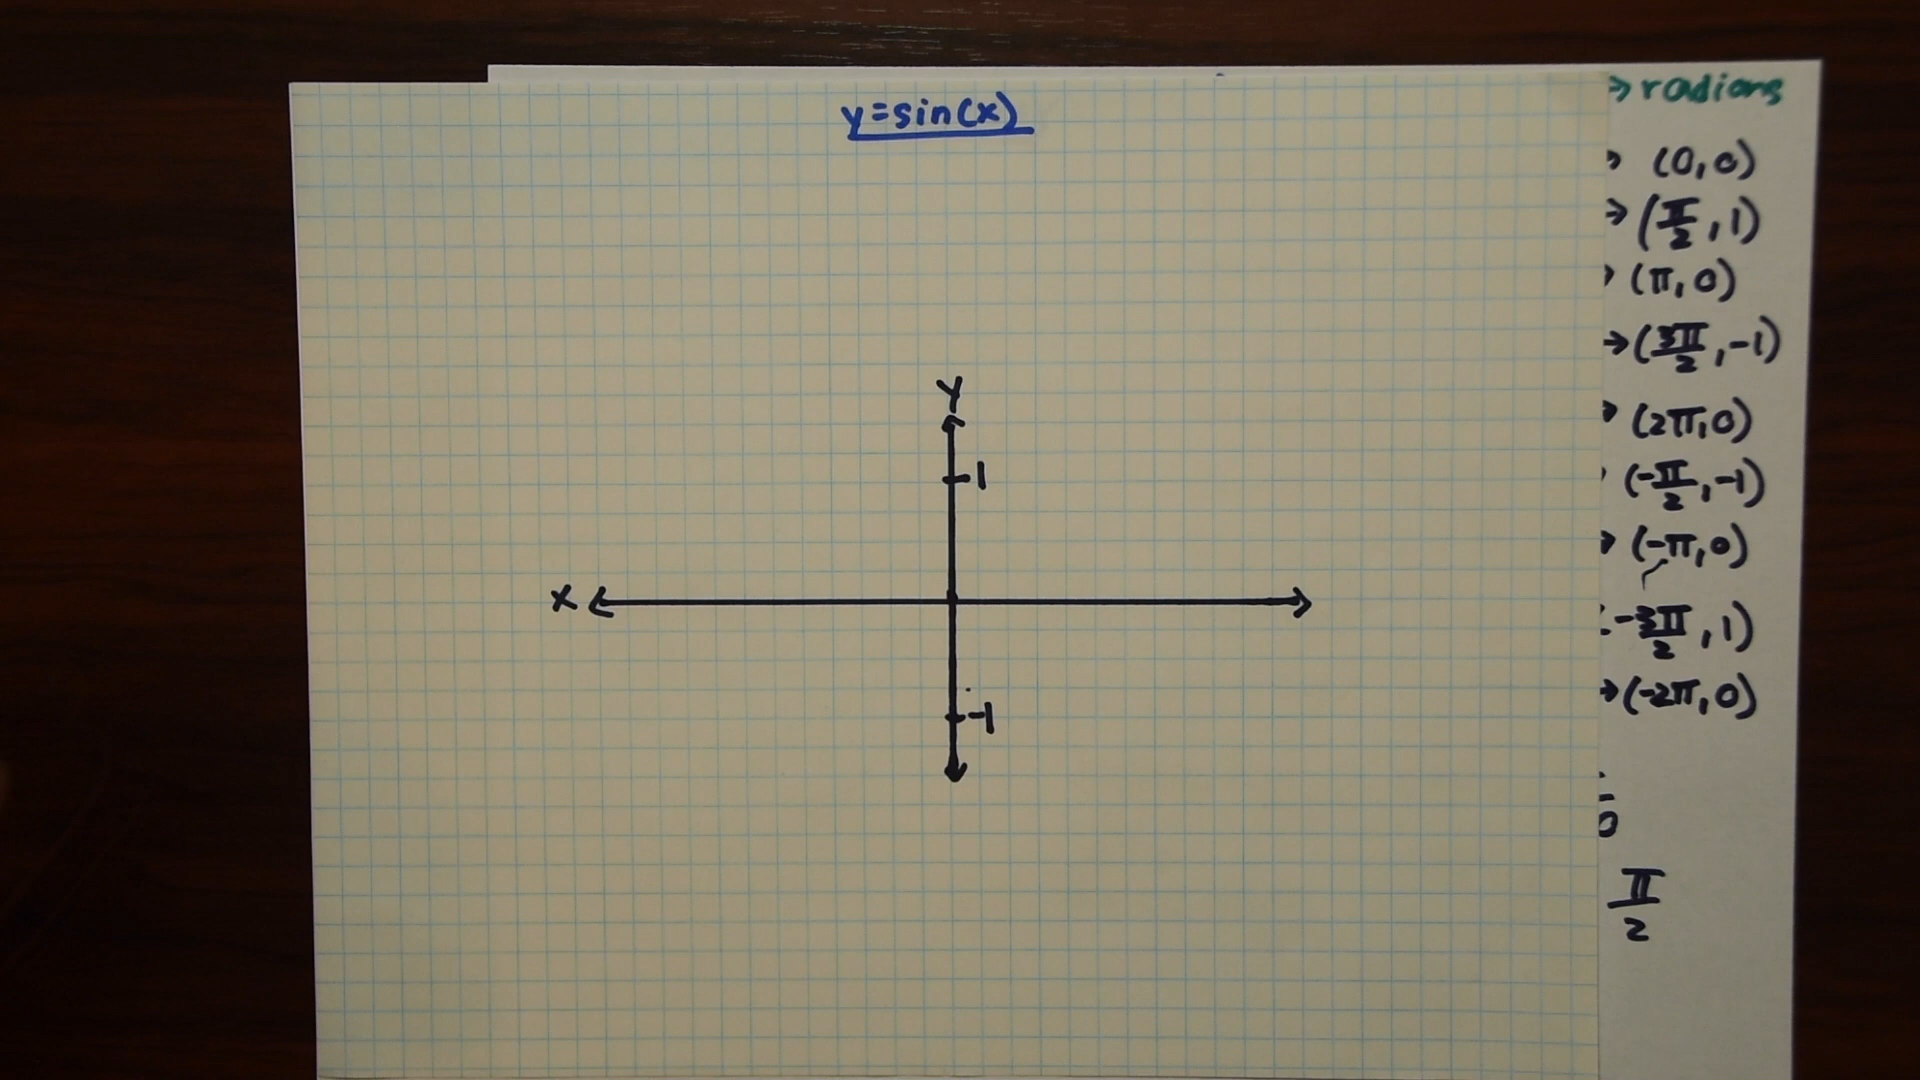 y=sin(x)
y
1
x
-1
→ radians
→ (0,0)
→ (π/2, 1)
→ (π, 0)
→ (3π/2, -1)
→ (2π, 0)
(-π/2, -1)
→ (-π, 0)
(-3π/2, 1)
→ (-2π, 0)
π/2